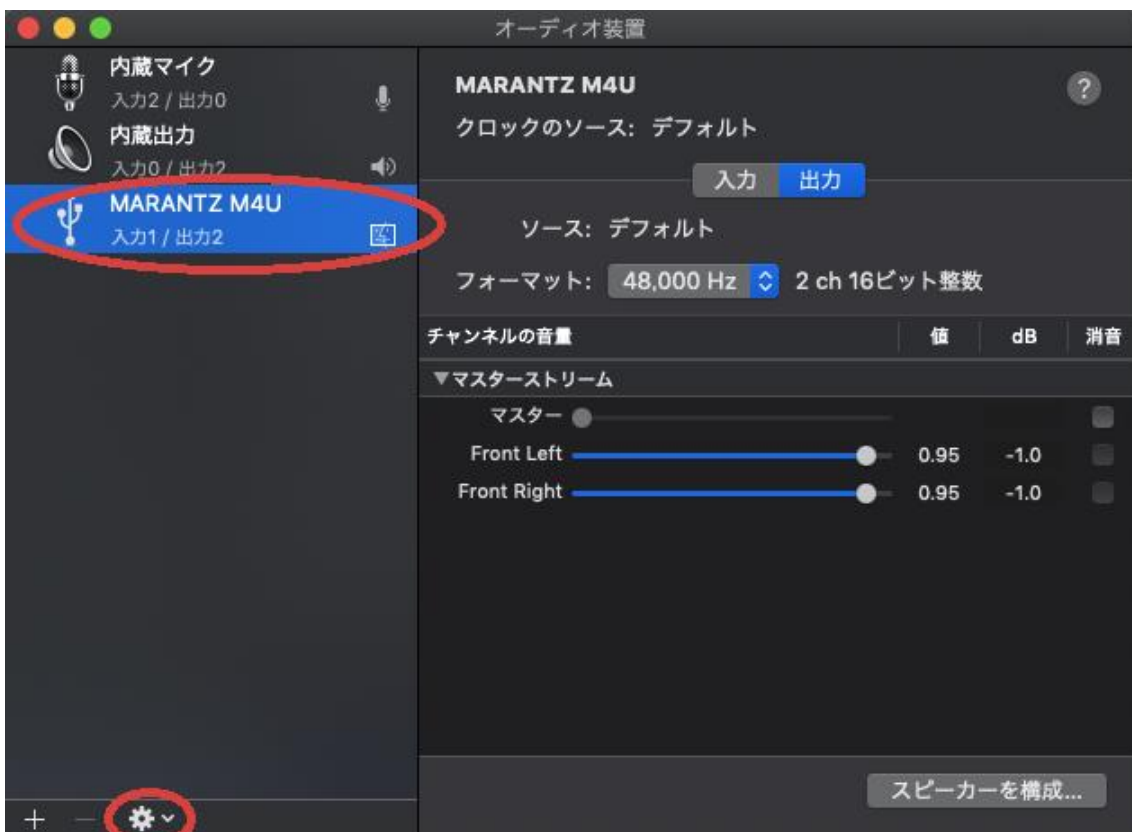 オーディオ装置
内蔵マイク
入力2 / 出力0
内蔵出力
入力0 / 出力2
MARANTZ M4U
入力1 / 出力2
MARANTZ M4U
?
クロックのソース: デフォルト
入力 出力
ソース: デフォルト
フォーマット: 48,000 Hz 2 ch 16ビット整数
チャンネルの音量 値 dB 消音
▼マスターストリーム
マスター
Front Left 0.95 -1.0
Front Right 0.95 -1.0
スピーカーを構成...